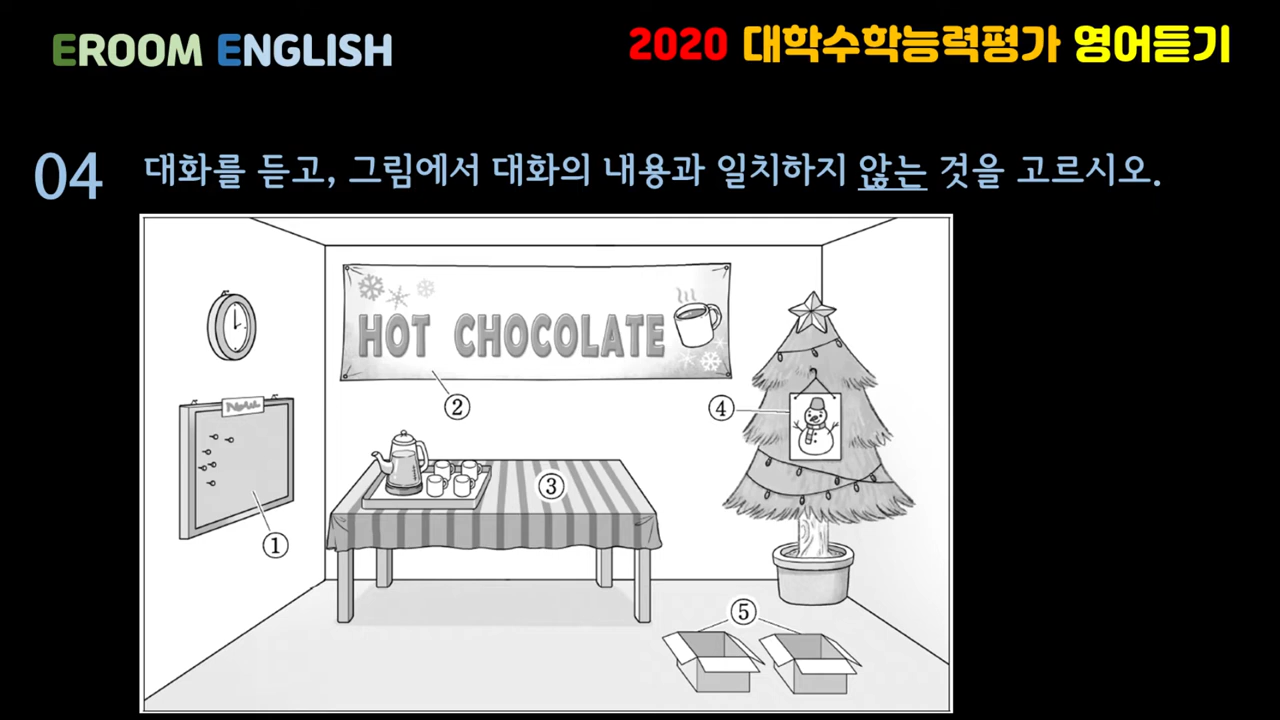 EROOM ENGLISH
2020 대학수학능력평가 영어듣기
04 대화를 듣고, 그림에서 대화의 내용과 일치하지 않는 것을 고르시오.
HOT CHOCOLATE
②
④
③
①
⑤